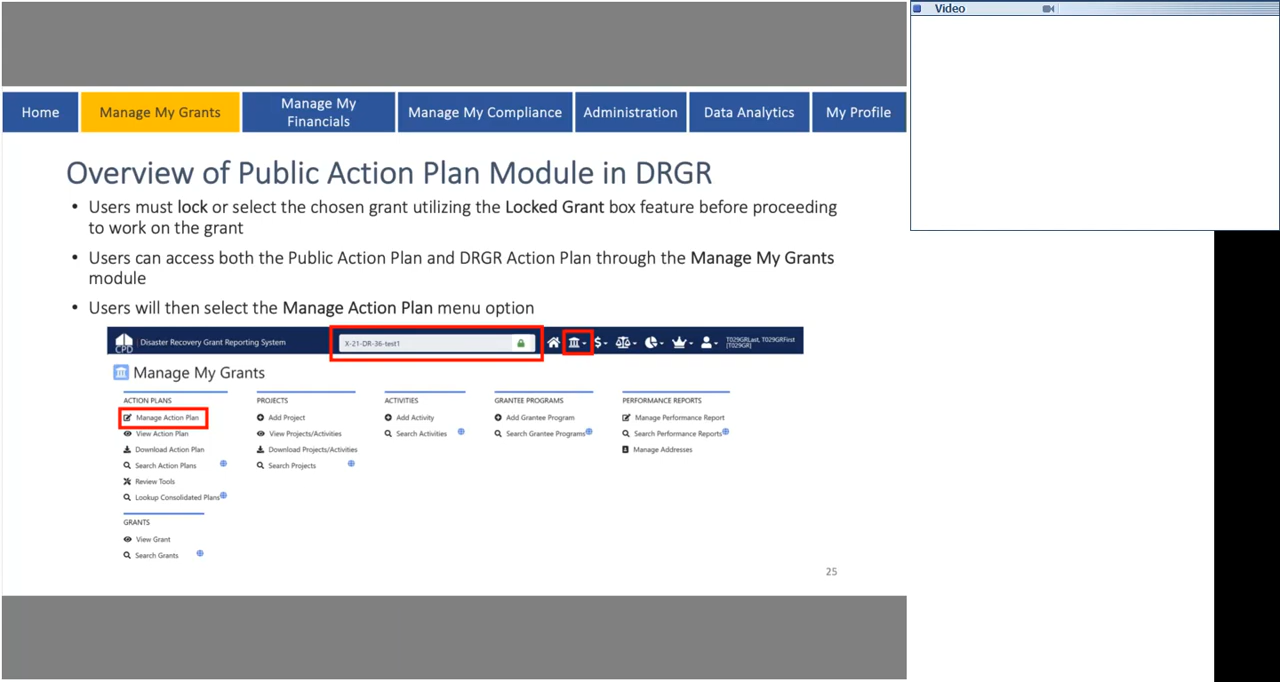 Video
Home
Manage My Grants
Manage My
Financials
Manage My Compliance
Administration
Data Analytics
My Profile
Overview of Public Action Plan Module in DRGR
• Users must lock or select the chosen grant utilizing the Locked Grant box feature before proceeding
to work on the grant
• Users can access both the Public Action Plan and DRGR Action Plan through the Manage My Grants
module
• Users will then select the Manage Action Plan menu option
CPD
Disaster Recovery Grant Reporting System
X-21-DR-36-test1
T029GRLast, T029GRFirst
[T029GR]
Manage My Grants
ACTION PLANS
Manage Action Plan
View Action Plan
Download Action Plan
Search Action Plans
Review Tools
Lookup Consolidated Plans
GRANTS
View Grant
Search Grants
PROJECTS
Add Project
View Projects/Activities
Download Projects/Activities
Search Projects
ACTIVITIES
Add Activity
Search Activities
GRANTEE PROGRAMS
Add Grantee Program
Search Grantee Programs
PERFORMANCE REPORTS
Manage Performance Report
Search Performance Reports
Manage Addresses
25